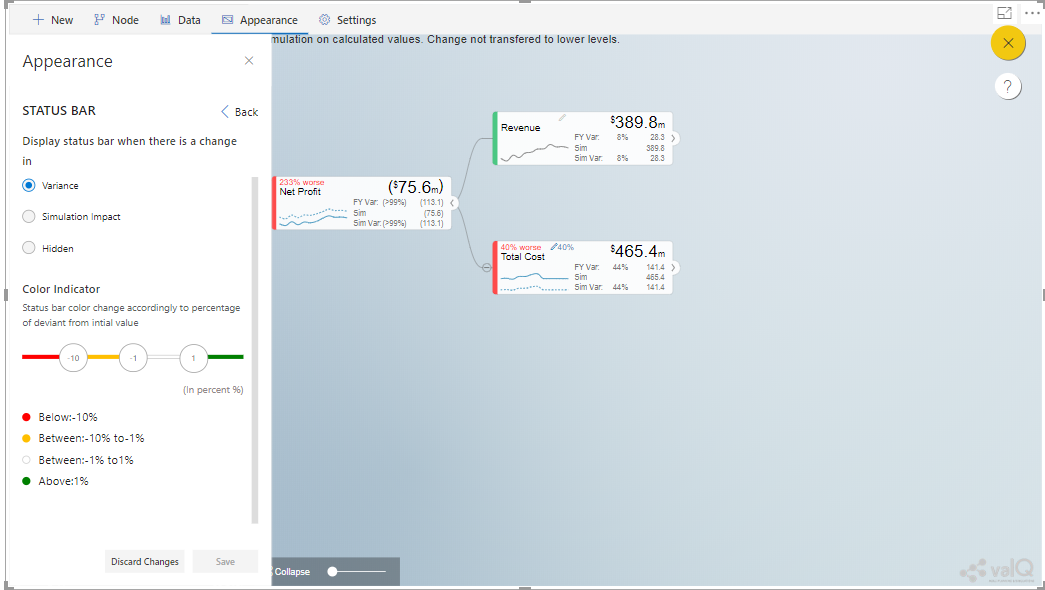 New
Node
Data
Appearance
Settings
mulation on calculated values. Change not transfered to lower levels.
Appearance
STATUS BAR
Back
Display status bar when there is a change
in
Variance
Simulation Impact
Hidden
Color Indicator
Status bar color change accordingly to percentage
of deviant from intial value
-10
-1
1
(In percent %)
Below:-10%
Between:-10% to-1%
Between:-1% to1%
Above:1%
Discard Changes
Save
233% worse
Net Profit
($75.6m)
FY Var: (>99%) (113.1)
Sim (75.6)
Sim Var: (>99%) (113.1)
Revenue
$389.8m
FY Var: 8% 28.3
Sim 389.8
Sim Var: 8% 28.3
40% worse
40%
Total Cost
$465.4m
FY Var: 44% 141.4
Sim 465.4
Sim Var: 44% 141.4
?
Collapse
valQ